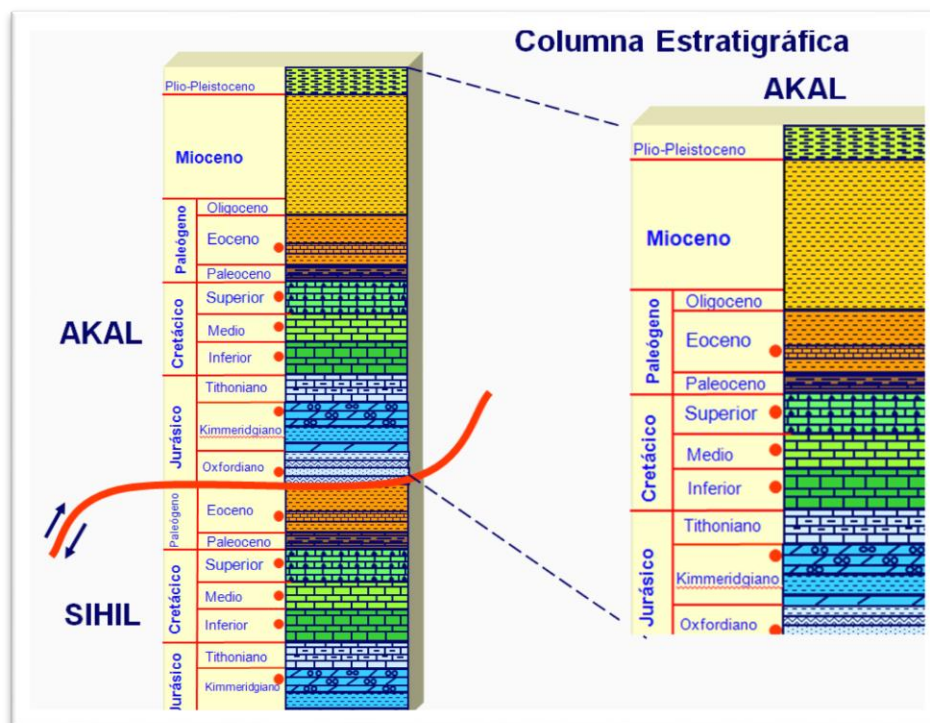 Columna Estratigráfica
AKAL
Plio-Pleistoceno
Mioceno
Paleógeno
Oligoceno
Eoceno
Paleoceno
Cretácico
Superior
Medio
Inferior
Jurásico
Tithoniano
Kimmeridgiano
Oxfordiano
AKAL
Paleógeno
Eoceno
Paleoceno
Cretácico
Superior
Medio
Inferior
Jurásico
Tithoniano
Kimmeridgiano
SIHIL
Plio-Pleistoceno
Mioceno
Paleógeno
Oligoceno
Eoceno
Paleoceno
Cretácico
Superior
Medio
Inferior
Jurásico
Tithoniano
Kimmeridgiano
Oxfordiano